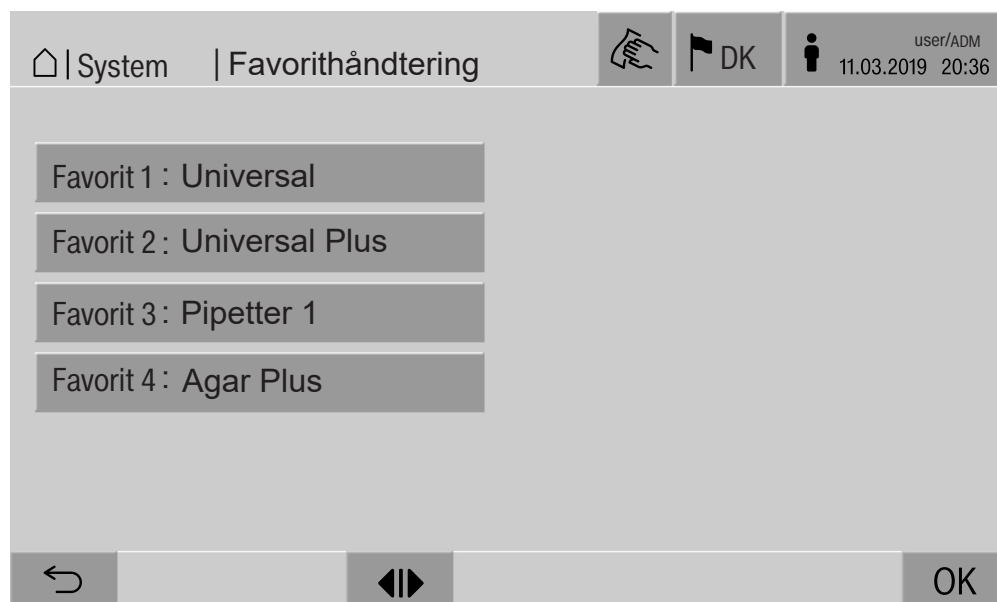 | System | Favorithåndtering
DK
user/ADM
11.03.2019 20:36
Favorit 1 : Universal
Favorit 2 : Universal Plus
Favorit 3 : Pipetter 1
Favorit 4 : Agar Plus
OK